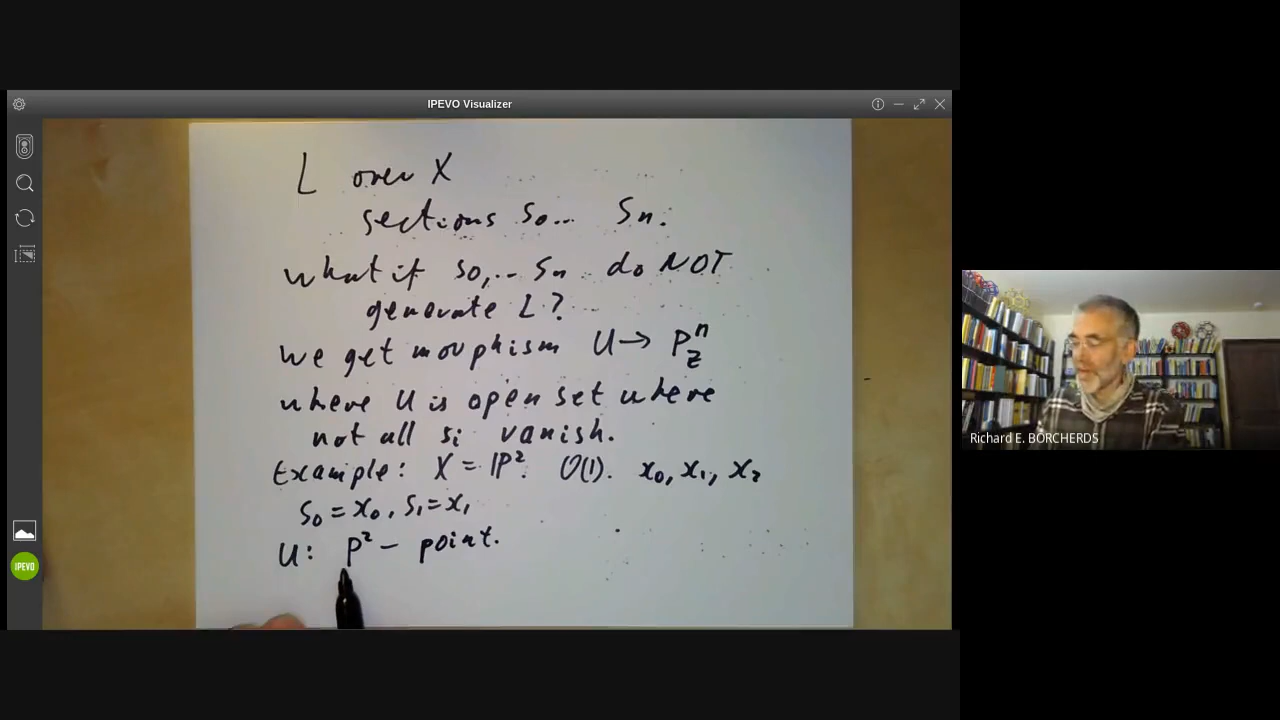 IPEVO Visualizer
L over X
sections s₀... sₙ.
what if s₀,.. sₙ do NOT
generate L?
we get morphism U → Pⁿ_Z
where U is open set where
not all sᵢ vanish.
Example: X = P². O(1). x₀, x₁, x₂
s₀ = x₀, s₁ = x₁
U: P² - point.
IPEVO
Richard E. BORCHERDS